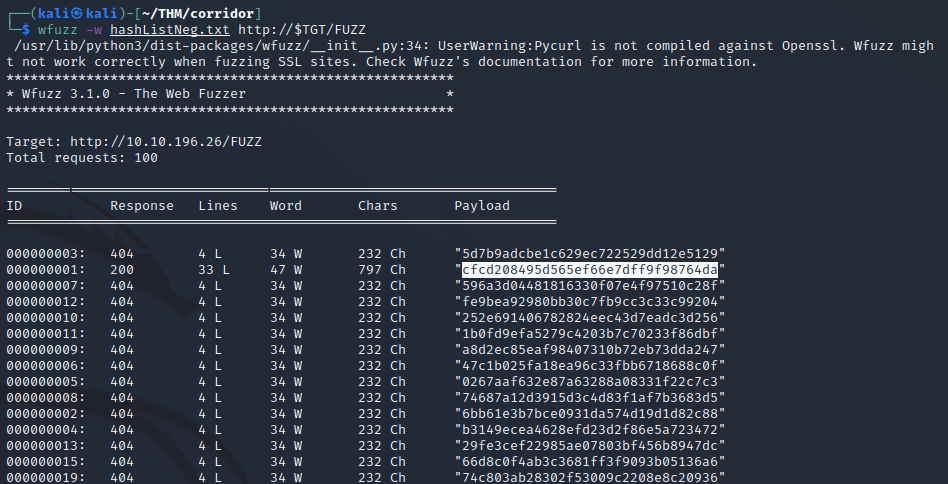 ┌──(kali㉿kali)-[~/THM/corridor]
└─$ wfuzz -w hashListNeg.txt http://$TGT/FUZZ
/usr/lib/python3/dist-packages/wfuzz/__init__.py:34: UserWarning:Pycurl is not compiled against Openssl. Wfuzz migh
t not work correctly when fuzzing SSL sites. Check Wfuzz's documentation for more information.
********************************************************
* Wfuzz 3.1.0 - The Web Fuzzer                         *
********************************************************
Target: http://10.10.196.26/FUZZ
Total requests: 100
=====================================================================
ID           Response   Lines    Word       Chars       Payload
=====================================================================
000000003:   404        4 L      34 W       232 Ch      "5d7b9adcbe1c629ec722529dd12e5129"
000000001:   200        33 L     47 W       797 Ch      "cfcd208495d565ef66e7dff9f98764da"
000000007:   404        4 L      34 W       232 Ch      "596a3d04481816330f07e4f97510c28f"
000000012:   404        4 L      34 W       232 Ch      "fe9bea92980bb30c7fb9cc3c33c99204"
000000010:   404        4 L      34 W       232 Ch      "252e691406782824eec43d7eadc3d256"
000000011:   404        4 L      34 W       232 Ch      "1b0fd9efa5279c4203b7c70233f86dbf"
000000009:   404        4 L      34 W       232 Ch      "a8d2ec85eaf98407310b72eb73dda247"
000000006:   404        4 L      34 W       232 Ch      "47c1b025fa18ea96c33fbb6718688c0f"
000000005:   404        4 L      34 W       232 Ch      "0267aaf632e87a63288a08331f22c7c3"
000000008:   404        4 L      34 W       232 Ch      "74687a12d3915d3c4d83f1af7b3683d5"
000000002:   404        4 L      34 W       232 Ch      "6bb61e3b7bce0931da574d19d1d82c88"
000000004:   404        4 L      34 W       232 Ch      "b3149ecea4628efd23d2f86e5a723472"
000000013:   404        4 L      34 W       232 Ch      "29fe3cef22985ae07803bf456b8947dc"
000000015:   404        4 L      34 W       232 Ch      "66d8c0f4ab3c3681ff3f9093b05136a6"
000000019:   404        4 L      34 W       232 Ch      "74c803ab28302f53009c2208e8c20936"